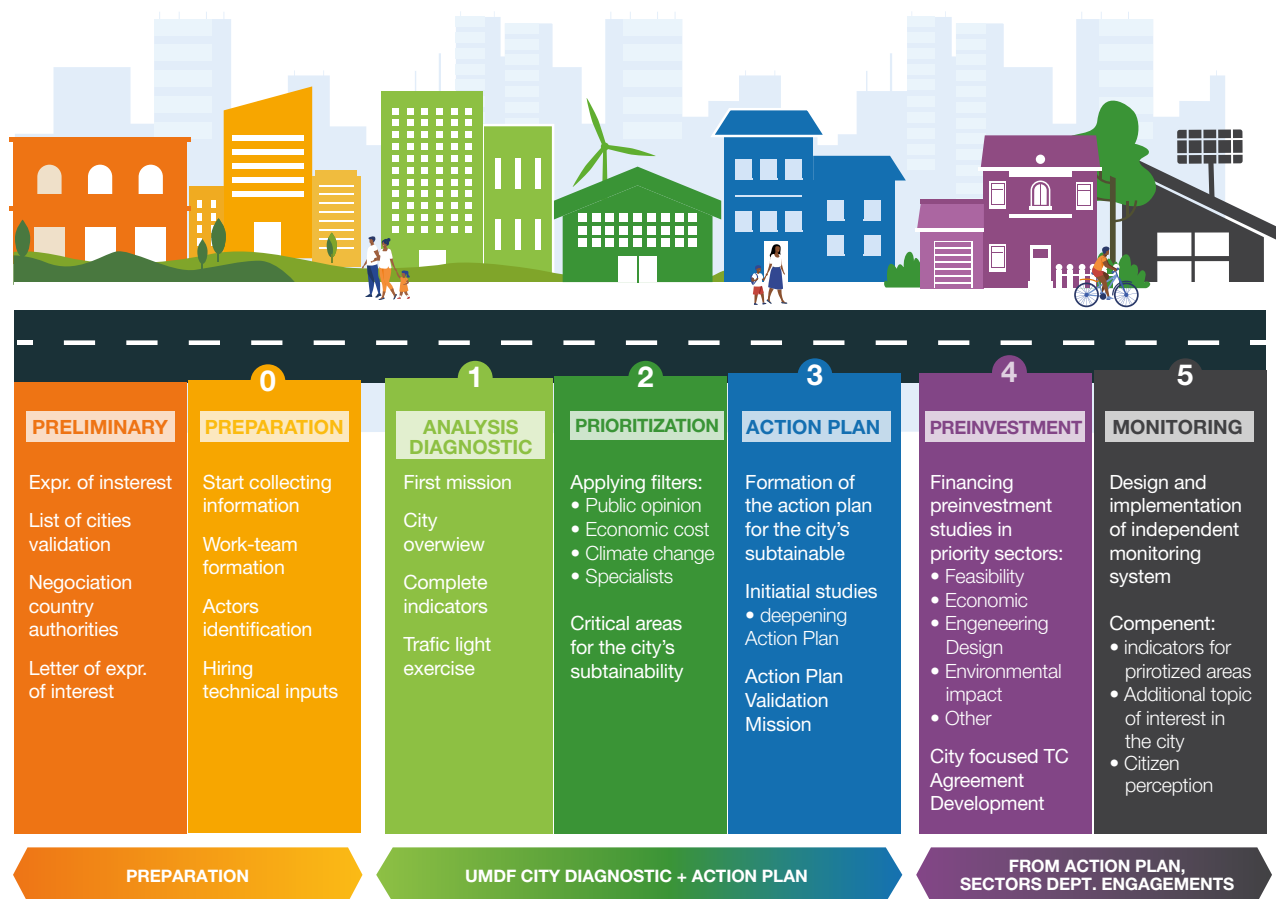 PRELIMINARY
Expr. of insterest
List of cities
validation
Negociation
country
authorities
Letter of expr.
of interest
0
PREPARATION
Start collecting
information
Work-team
formation
Actors
identification
Hiring
technical inputs
1
ANALYSIS
DIAGNOSTIC
First mission
City
overwiew
Complete
indicators
Trafic light
exercise
2
PRIORITIZATION
Applying filters:
• Public opinion
• Economic cost
• Climate change
• Specialists
Critical areas
for the city's
subtainability
3
ACTION PLAN
Formation of
the action plan
for the city's
subtainable
Initiatial studies
• deepening
Action Plan
Action Plan
Validation
Mission
4
PREINVESTMENT
Financing
preinvestment
studies in
priority sectors:
• Feasibility
• Economic
• Engeneering
Design
• Environmental
impact
• Other
City focused TC
Agreement
Development
5
MONITORING
Design and
implementation
of independent
monitoring
system
Compenent:
• indicators for
prirotized areas
• Additional topic
of interest in
the city
• Citizen
perception
PREPARATION
UMDF CITY DIAGNOSTIC + ACTION PLAN
FROM ACTION PLAN,
SECTORS DEPT. ENGAGEMENTS